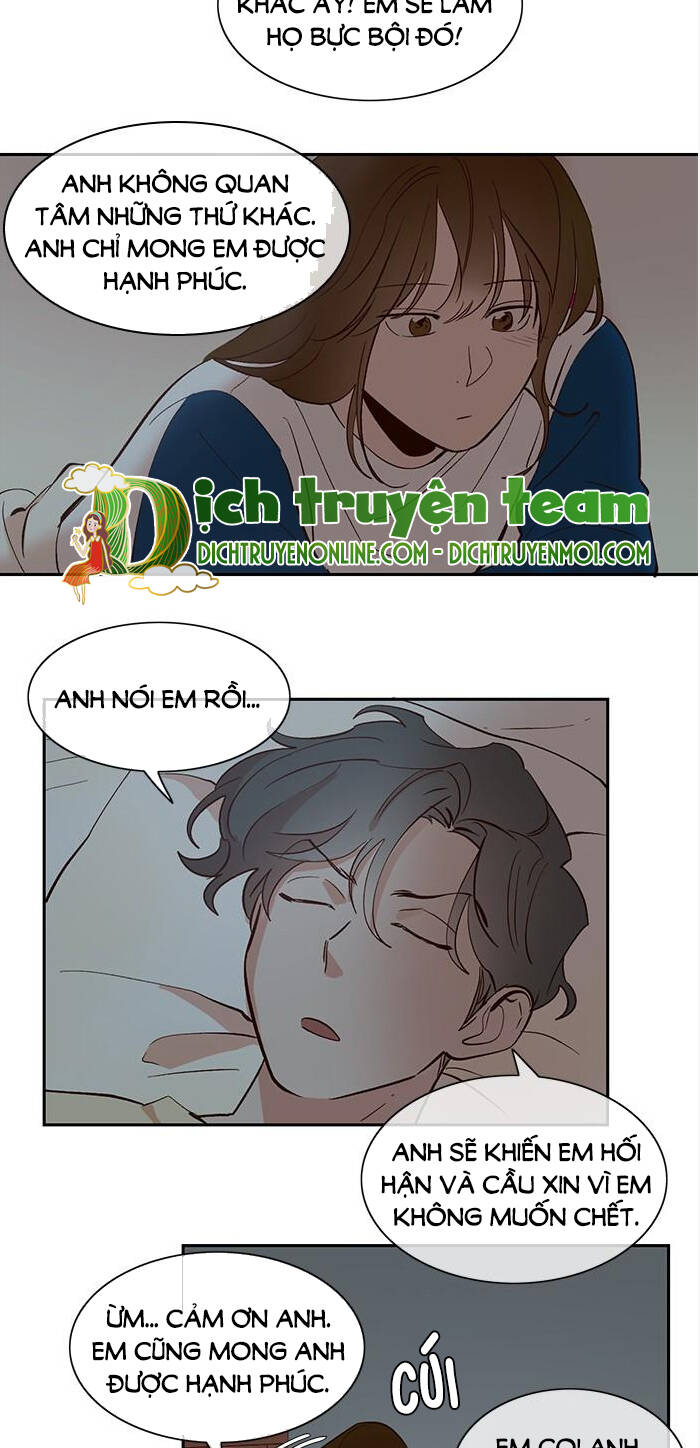 KHÁC ẤY! EM SẼ LÀM
HỌ BỰC BỘI ĐÓ!
ANH KHÔNG QUAN
TÂM NHỮNG THỨ KHÁC.
ANH CHỈ MONG EM ĐƯỢC
HẠNH PHÚC.
Dịch truyện team
DICHTRUYENONLINE.COM - DICHTRUYENMOI.COM
ANH NÓI EM RỒI...
ANH SẼ KHIẾN EM HỐI
HẬN VÀ CẦU XIN VÌ EM
KHÔNG MUỐN CHẾT.
ỪM... CẢM ƠN ANH.
EM CŨNG MONG ANH
ĐƯỢC HẠNH PHÚC.
CÚI
EM COI ANH